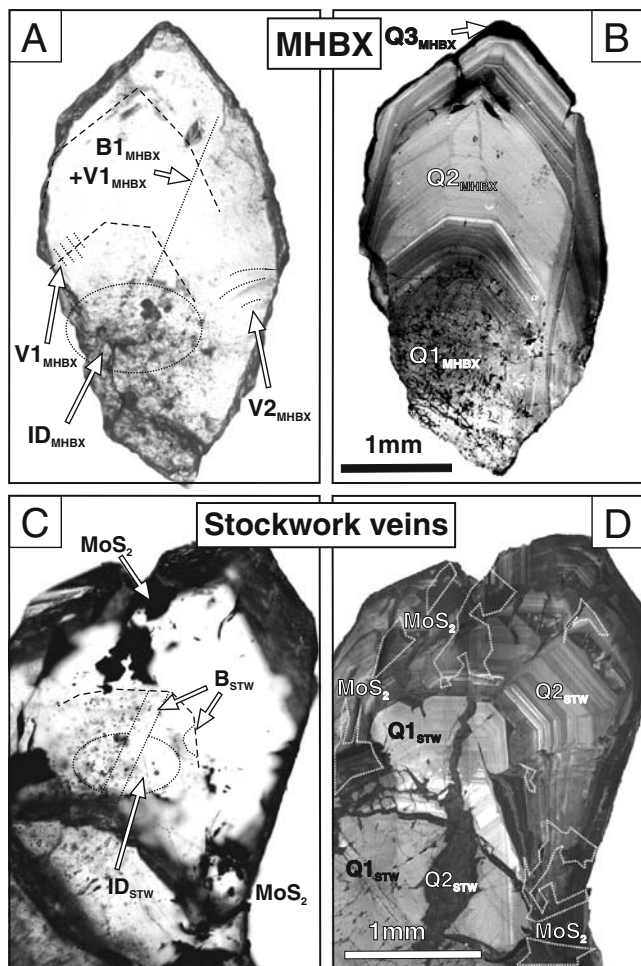 A
MHBX
B
Q3MHBX
B1MHBX
+V1MHBX
Q2MHBX
V1MHBX
Q1MHBX
V2MHBX
IDMHBX
1mm
C
Stockwork veins
D
MoS2
MoS2
MoS2
BSTW
Q2STW
Q1STW
Q1STW
Q2STW
IDSTW
MoS2
MoS2
1mm